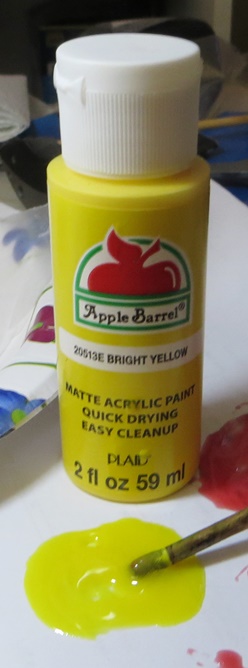 Apple Barrel®
20513E BRIGHT YELLOW
MATTE ACRYLIC PAINT
QUICK DRYING
EASY CLEANUP
PLAID®
2 fl oz 59 ml